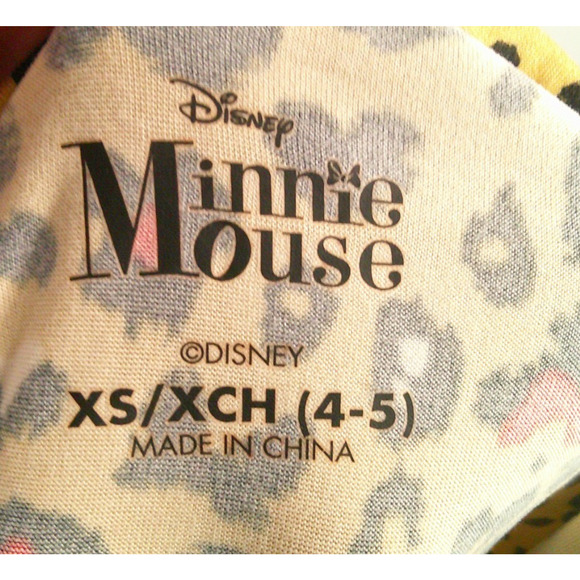 Disney
Minnie
Mouse
©DISNEY
XS/XCH (4-5)
MADE IN CHINA